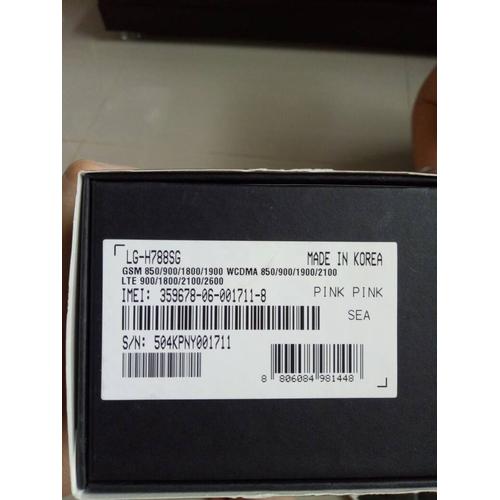 LG-H788SG MADE IN KOREA
GSM 850/900/1800/1900 WCDMA 850/900/1900/2100
LTE 900/1800/2100/2600
IMEI: 359678-06-001711-8 PINK PINK
SEA
S/N: 504KPNY001711
8 806084 981448